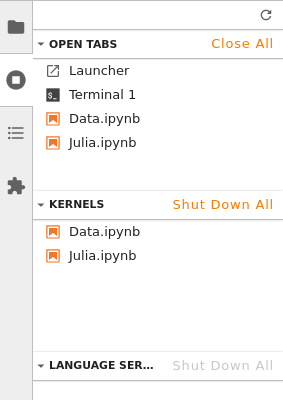 OPEN TABS Close All
Launcher
$_ Terminal 1
Data.ipynb
Julia.ipynb
KERNELS Shut Down All
Data.ipynb
Julia.ipynb
LANGUAGE SER... Shut Down All